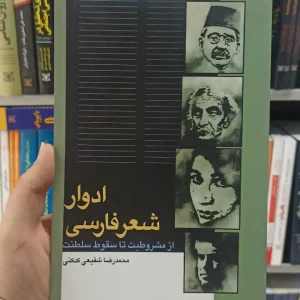 ادوار
شعر فارسی
از مشروطیت تا سقوط سلطنت
محمدرضا شفیعی کدکنی